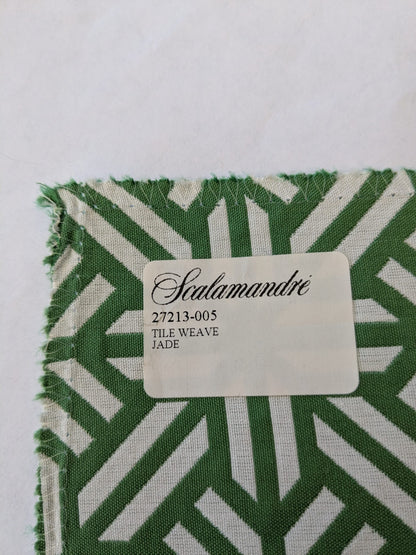 Scalamandré
27213-005
TILE WEAVE
JADE